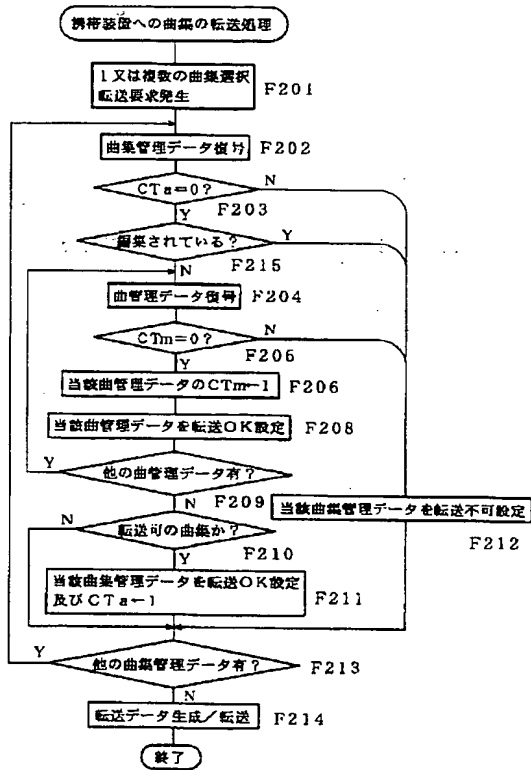 携帯装置への曲集の転送処理
1又は複数の曲集選択
転送要求発生
F201
曲集管理データ復号
F202
CTa=0?
N
F203
Y
編集されている?
Y
F215
N
曲管理データ復号
F204
CTm=0?
N
F205
Y
当該曲管理データのCTm←1
F206
当該曲管理データを転送OK設定
F208
Y
他の曲管理データ有?
F209
N
当該曲集管理データを転送不可設定
F212
N
転送可の曲集か?
F210
Y
当該曲集管理データを転送OK設定
及びCTa←1
F211
Y
他の曲集管理データ有?
F213
N
転送データ生成/転送
F214
終了